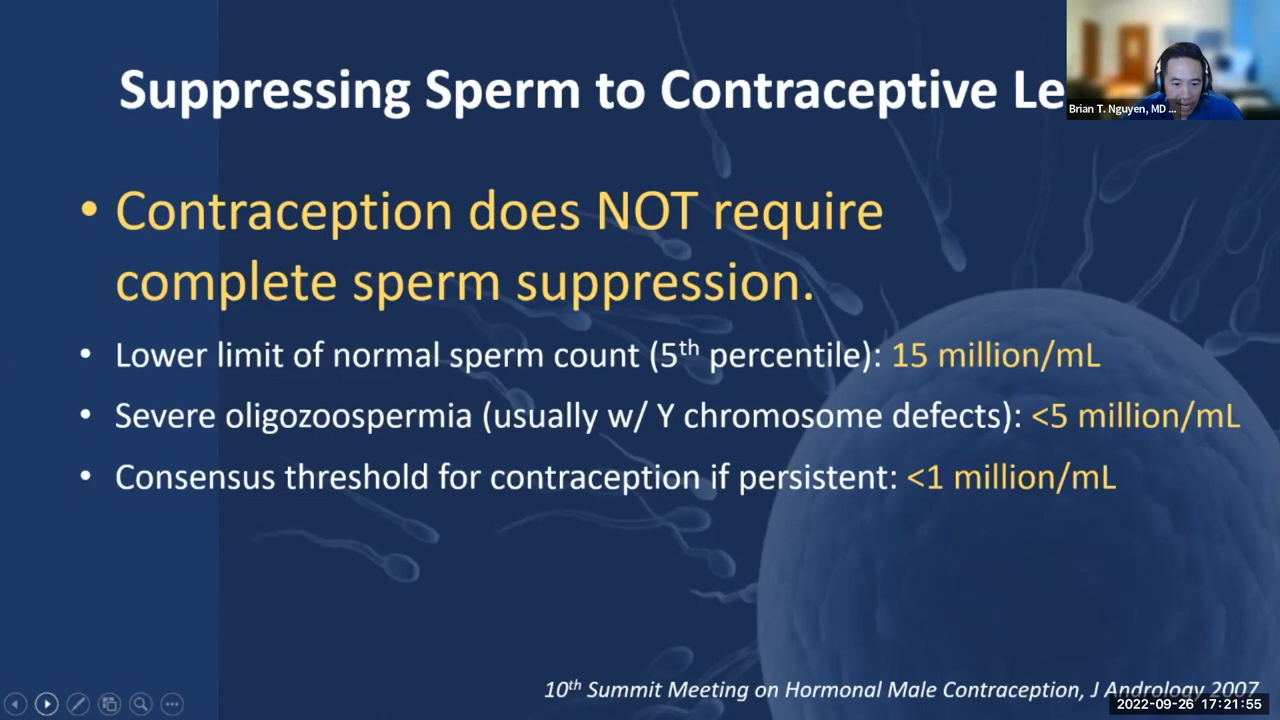 Suppressing Sperm to Contraceptive Le
Brian T. Nguyen, MD ...
• Contraception does NOT require
complete sperm suppression.
• Lower limit of normal sperm count (5th percentile): 15 million/mL
• Severe oligozoospermia (usually w/ Y chromosome defects): <5 million/mL
• Consensus threshold for contraception if persistent: <1 million/mL
10th Summit Meeting on Hormonal Male Contraception, J Andrology 2007
2022-09-26 17:21:55